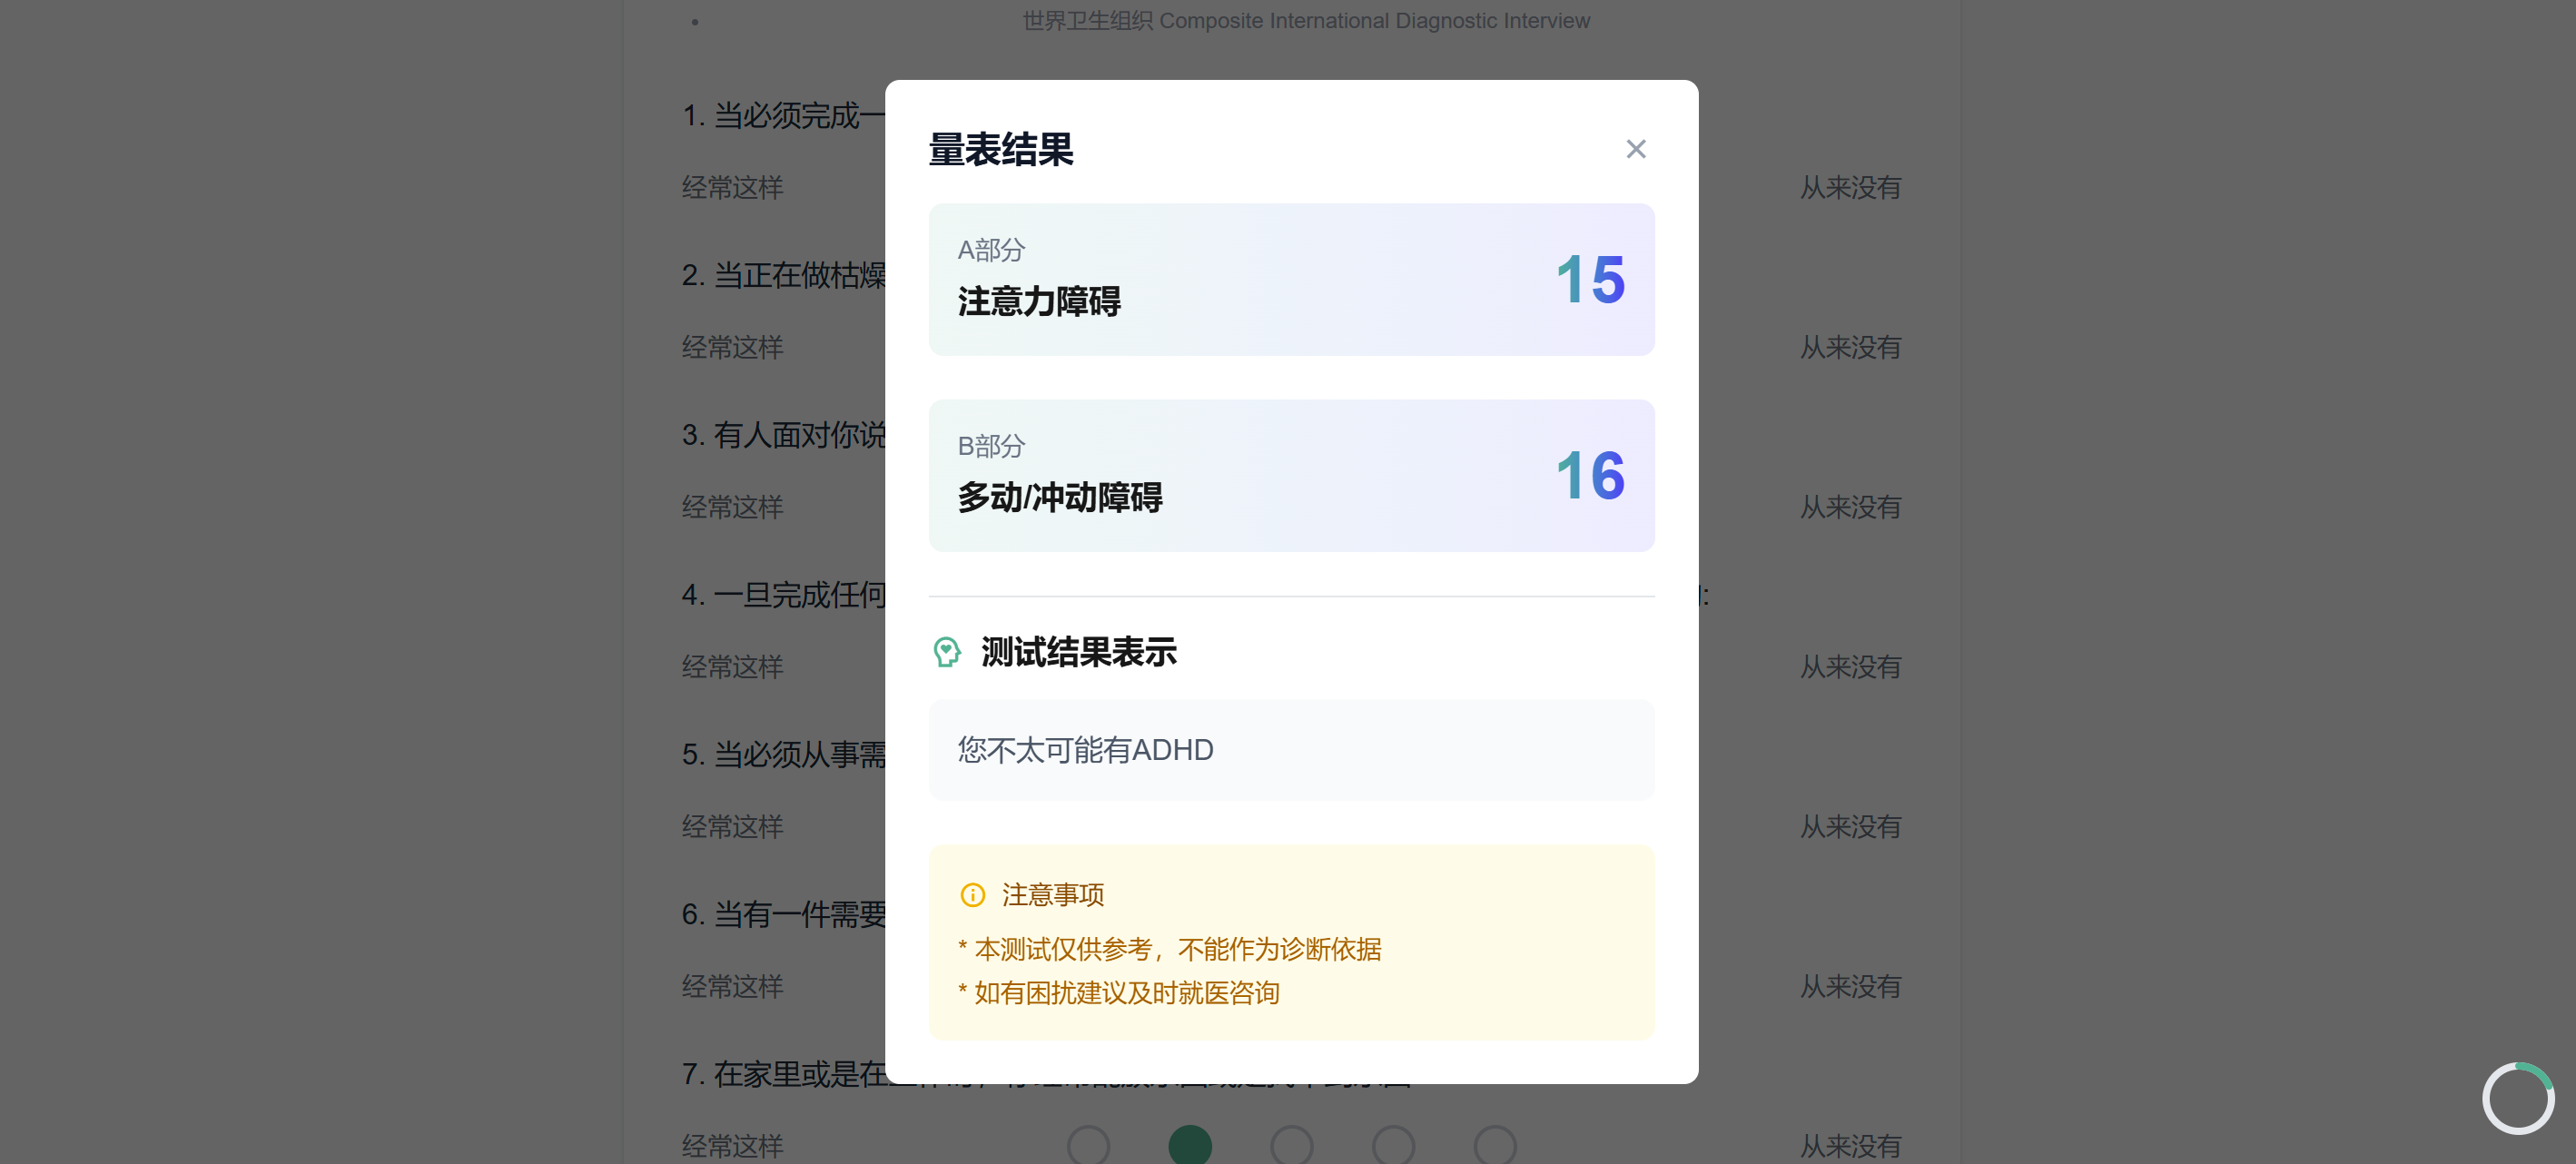 世界卫生组织 Composite International Diagnostic Interview
量表结果
A部分
注意力障碍
15
B部分
多动/冲动障碍
16
测试结果表示
您不太可能有ADHD
注意事项
* 本测试仅供参考，不能作为诊断依据
* 如有困扰建议及时就医咨询
1. 当必须完成一
经常这样
从来没有
2. 当正在做枯燥
经常这样
从来没有
3. 有人面对你说
经常这样
从来没有
4. 一旦完成任何
经常这样
从来没有
5. 当必须从事需
经常这样
从来没有
6. 当有一件需要
经常这样
从来没有
7. 在家里或是在
经常这样
从来没有